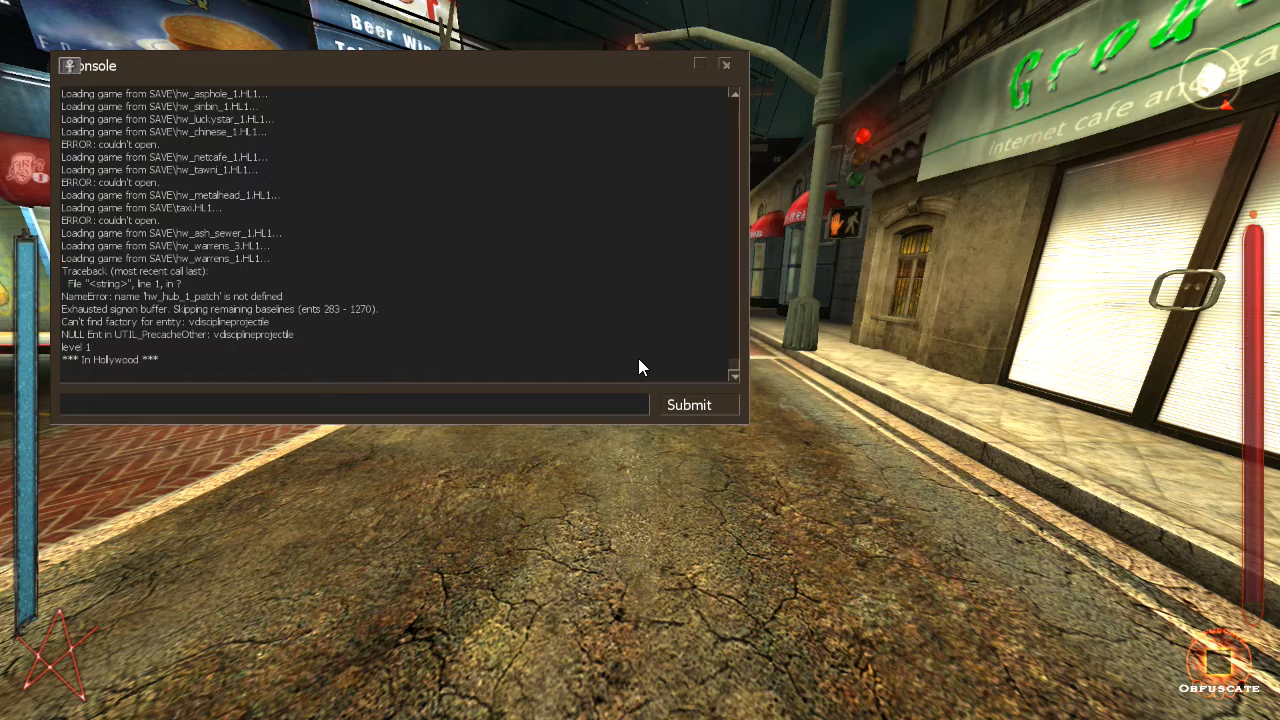 Beer Win
Grea
internet cafe and ga
onsole
Loading game from SAVE\hw_asphole_1.HL1...
Loading game from SAVE\hw_sinbin_1.HL1...
Loading game from SAVE\hw_luckystar_1.HL1...
Loading game from SAVE\hw_chinese_1.HL1...
ERROR: couldn't open.
Loading game from SAVE\hw_netcafe_1.HL1...
Loading game from SAVE\hw_tawni_1.HL1...
ERROR: couldn't open.
Loading game from SAVE\hw_metalhead_1.HL1...
Loading game from SAVE\taxi.HL1...
ERROR: couldn't open.
Loading game from SAVE\hw_ash_sewer_1.HL1...
Loading game from SAVE\hw_warrens_3.HL1...
Loading game from SAVE\hw_warrens_1.HL1...
Traceback (most recent call last):
File "<string>", line 1, in ?
NameError: name 'hw_hub_1_patch' is not defined
Exhausted signon buffer. Skipping remaining baselines (ents 283 - 1270).
Can't find factory for entity: vdisciplineprojectile
NULL Ent in UTIL_PrecacheOther: vdisciplineprojectile
level 1
*** In Hollywood ***
Submit
Obfuscate